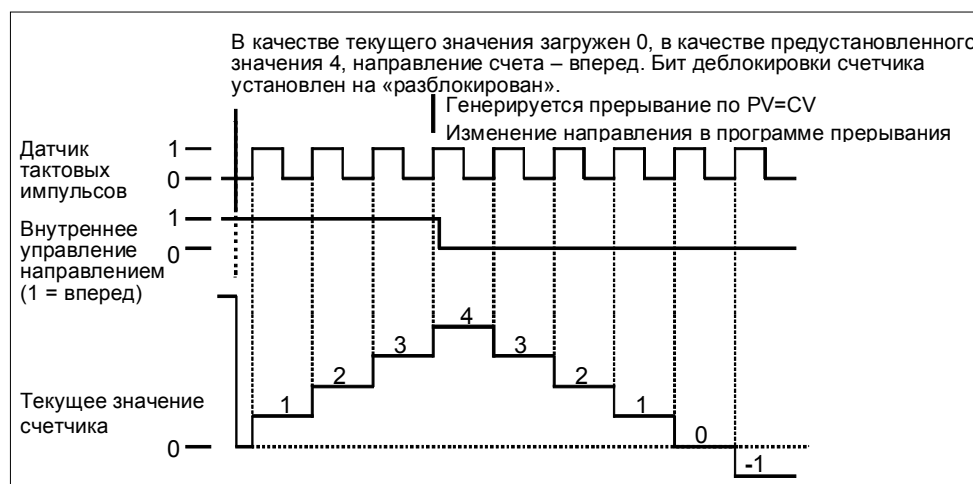 В качестве текущего значения загружен 0, в качестве предустановленного
значения 4, направление счета – вперед. Бит деблокировки счетчика
установлен на «разблокирован».
Генерируется прерывание по PV=CV
Изменение направления в программе прерывания
Датчик
тактовых
импульсов
1
0
Внутреннее
управление
направлением
(1 = вперед)
1
0
Текущее значение
счетчика
0
1
2
3
4
3
2
1
0
-1